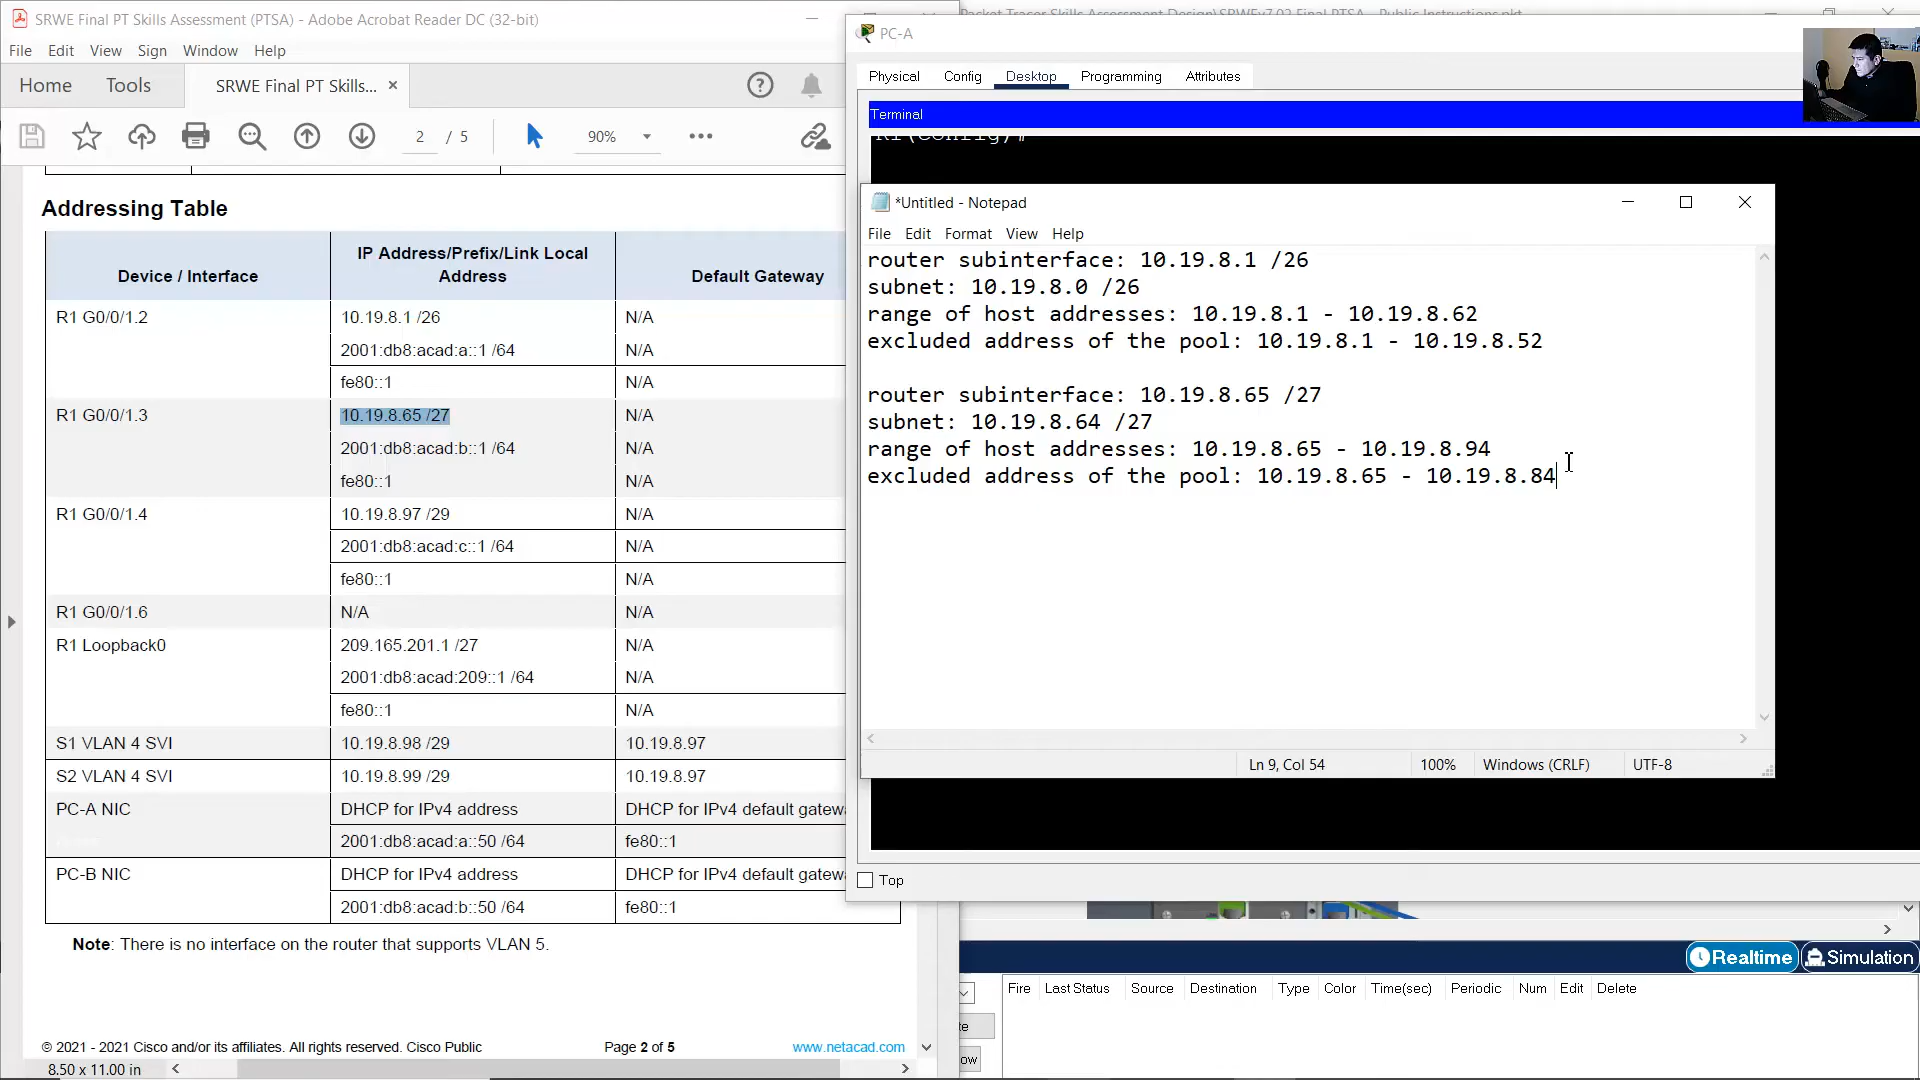 SRWE Final PT Skills Assessment (PTSA) - Adobe Acrobat Reader DC (32-bit)
File Edit View Sign Window Help
Home Tools SRWE Final PT Skills... ×
2 / 5 90%
Addressing Table
Device / Interface IP Address/Prefix/Link Local Address Default Gateway
R1 G0/0/1.2 10.19.8.1 /26 N/A
2001:db8:acad:a::1 /64 N/A
fe80::1 N/A
R1 G0/0/1.3 10.19.8.65 /27 N/A
2001:db8:acad:b::1 /64 N/A
fe80::1 N/A
R1 G0/0/1.4 10.19.8.97 /29 N/A
2001:db8:acad:c::1 /64 N/A
fe80::1 N/A
R1 G0/0/1.6 N/A N/A
R1 Loopback0 209.165.201.1 /27 N/A
2001:db8:acad:209::1 /64 N/A
fe80::1 N/A
S1 VLAN 4 SVI 10.19.8.98 /29 10.19.8.97
S2 VLAN 4 SVI 10.19.8.99 /29 10.19.8.97
PC-A NIC DHCP for IPv4 address DHCP for IPv4 default gatew
2001:db8:acad:a::50 /64 fe80::1
PC-B NIC DHCP for IPv4 address DHCP for IPv4 default gatew
2001:db8:acad:b::50 /64 fe80::1
Note: There is no interface on the router that supports VLAN 5.
© 2021 - 2021 Cisco and/or its affiliates. All rights reserved. Cisco Public Page 2 of 5 www.netacad.com
8.50 x 11.00 in
PC-A
Physical Config Desktop Programming Attributes
Terminal
R1(config)#
*Untitled - Notepad
File Edit Format View Help
router subinterface: 10.19.8.1 /26
subnet: 10.19.8.0 /26
range of host addresses: 10.19.8.1 - 10.19.8.62
excluded address of the pool: 10.19.8.1 - 10.19.8.52
router subinterface: 10.19.8.65 /27
subnet: 10.19.8.64 /27
range of host addresses: 10.19.8.65 - 10.19.8.94
excluded address of the pool: 10.19.8.65 - 10.19.8.84
Ln 9, Col 54 100% Windows (CRLF) UTF-8
Top
Realtime Simulation
Fire Last Status Source Destination Type Color Time(sec) Periodic Num Edit Delete